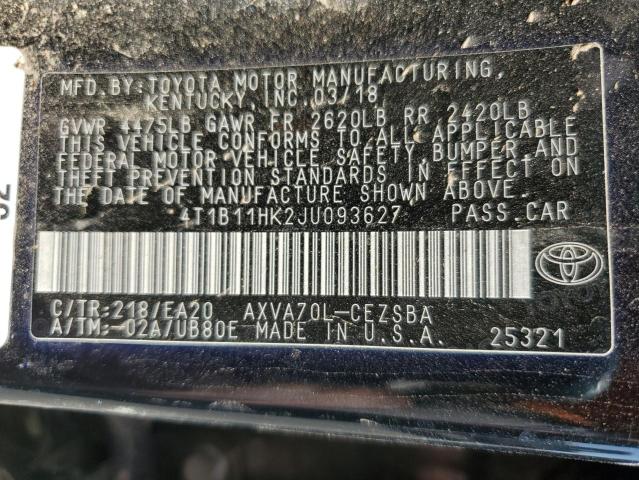 MFD.BY:TOYOTA MOTOR MANUFACTURING,
KENTUCKY,INC.03/18
GVWR 4475LB GAWR FR 2620LB RR 2420LB
THIS VEHICLE CONFORMS TO ALL APPLICABLE
FEDERAL MOTOR VEHICLE SAFETY,BUMPER AND
THEFT PREVENTION STANDARDS IN EFFECT ON
THE DATE OF MANUFACTURE SHOWN ABOVE.
4T1B11HK2JU093627 PASS CAR
C/TR:218/EA20 AXVA70L-CEZSBA
A/TM: 02A/UB80E MADE IN U.S.A. 25321